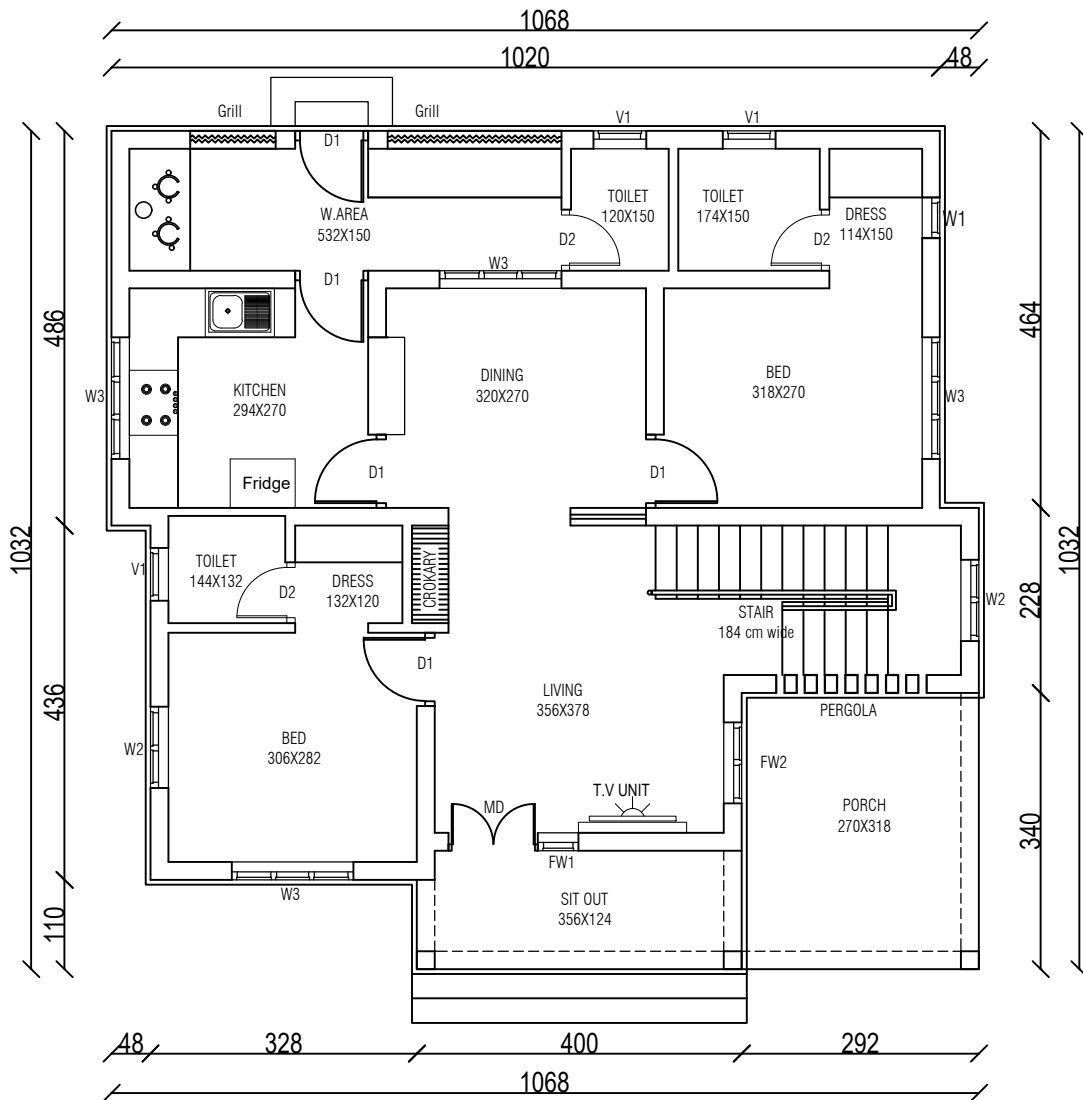 1068
1020
48
Grill
Grill
V1
V1
D1
TOILET
120X150
TOILET
174X150
W.AREA
532X150
DRESS
114X150
W1
D2
D2
W3
D1
486
464
KITCHEN
294X270
DINING
320X270
BED
318X270
W3
W3
D1
D1
Fridge
1032
1032
TOILET
144X132
V1
D2
DRESS
132X120
CROKARY
STAIR
184 cm wide
W2
228
D1
LIVING
356X378
436
PERGOLA
BED
306X282
W2
FW2
T.V UNIT
MD
PORCH
270X318
340
FW1
W3
SIT OUT
356X124
110
48
328
400
292
1068